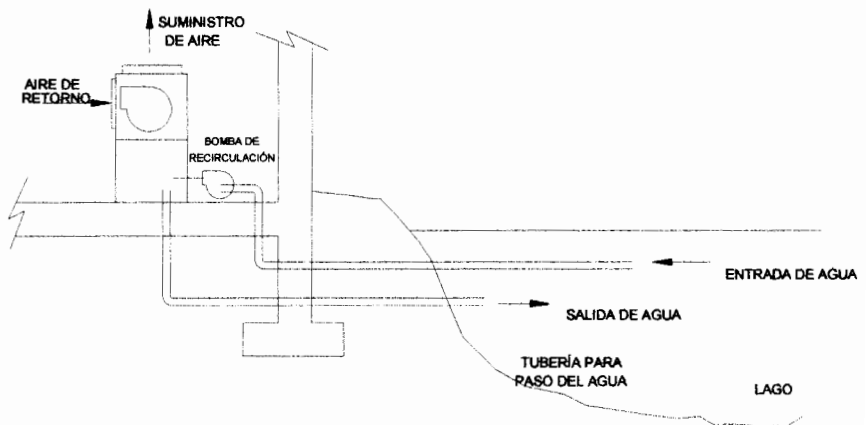 SUMINISTRO
DE AIRE
AIRE DE
RETORNO
BOMBA DE
RECIRCULACIÓN
ENTRADA DE AGUA
SALIDA DE AGUA
TUBERÍA PARA
PASO DEL AGUA
LAGO